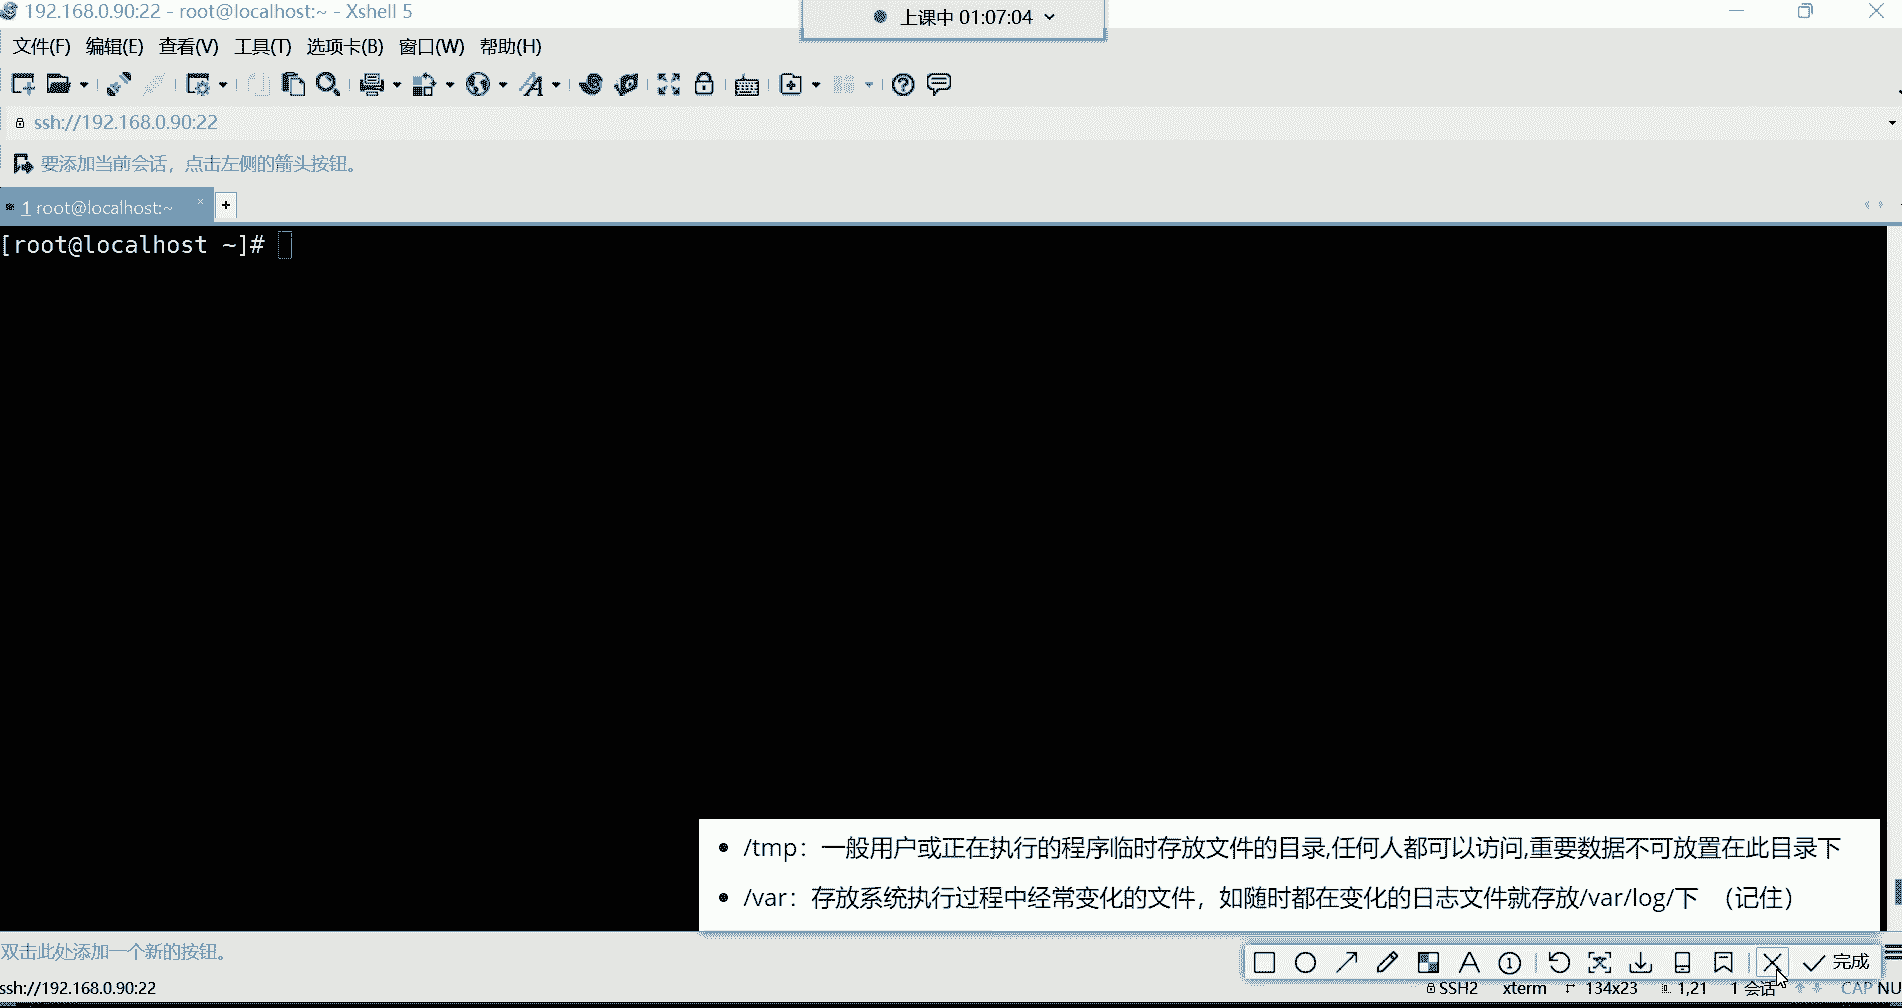 192.168.0.90:22 - root@localhost:~ - Xshell 5
上课中 01:07:04
文件(F) 编辑(E) 查看(V) 工具(T) 选项卡(B) 窗口(W) 帮助(H)
ssh://192.168.0.90:22
要添加当前会话，点击左侧的箭头按钮。
1 root@localhost:~
[root@localhost ~]#
• /tmp：一般用户或正在执行的程序临时存放文件的目录,任何人都可以访问,重要数据不可放置在此目录下
• /var：存放系统执行过程中经常变化的文件，如随时都在变化的日志文件就存放/var/log/下 （记住）
双击此处添加一个新的按钮。
完成
ssh://192.168.0.90:22 SSH2 xterm 134x23 1,21 1 会话 CAP NU